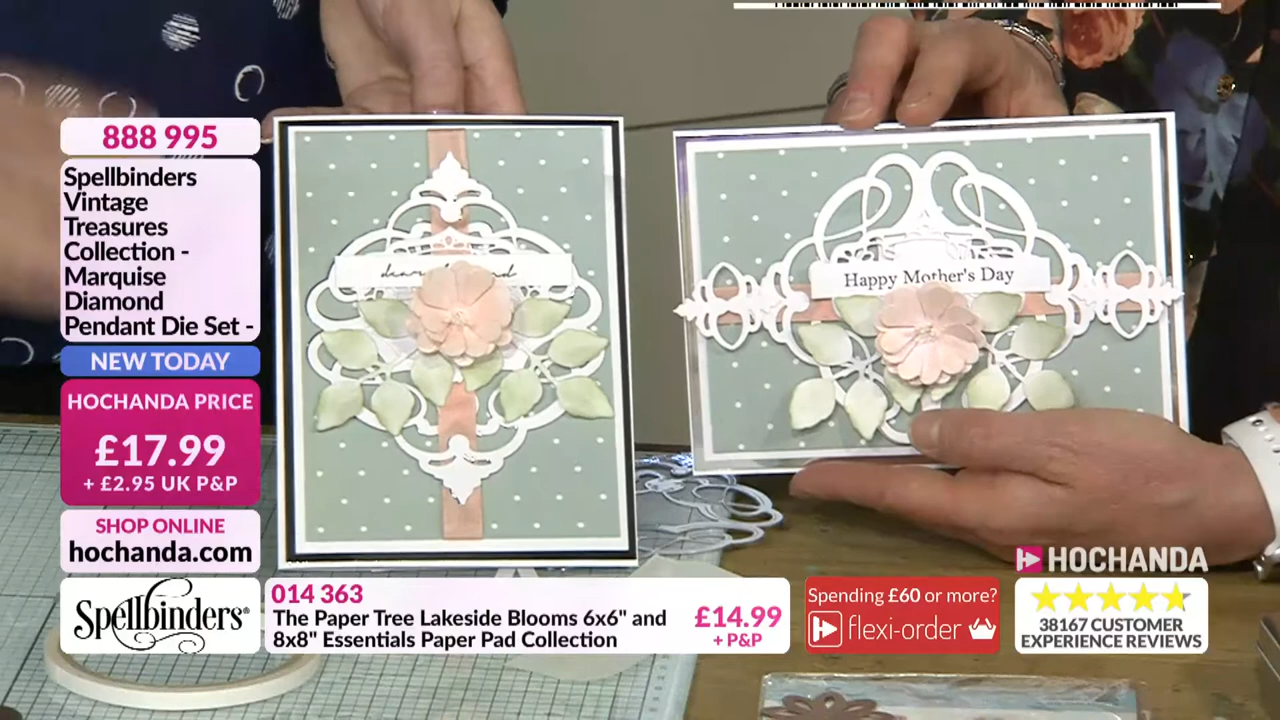 888 995
Spellbinders
Vintage
Treasures
Collection -
Marquise
Diamond
Pendant Die Set -
NEW TODAY
HOCHANDA PRICE
£17.99
+ £2.95 UK P&P
SHOP ONLINE
hochanda.com
Happy Mother's Day
HOCHANDA
Spellbinders®
014 363
The Paper Tree Lakeside Blooms 6x6" and
8x8" Essentials Paper Pad Collection
£14.99
+ P&P
Spending £60 or more?
flexi-order
38167 CUSTOMER
EXPERIENCE REVIEWS